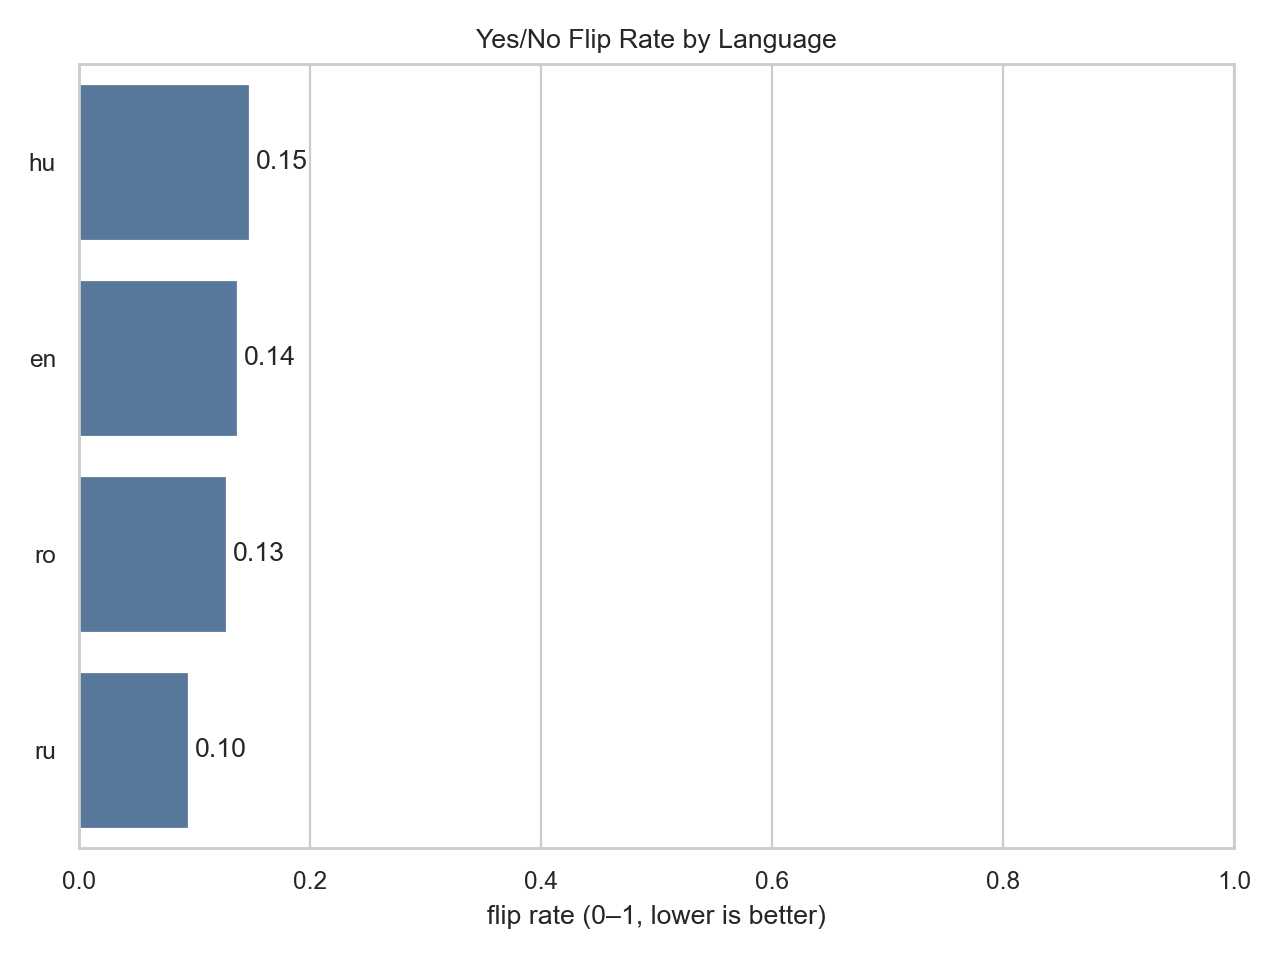 Yes/No Flip Rate by Language
hu
0.15
en
0.14
ro
0.13
ru
0.10
0.0 0.2 0.4 0.6 0.8 1.0
flip rate (0–1, lower is better)